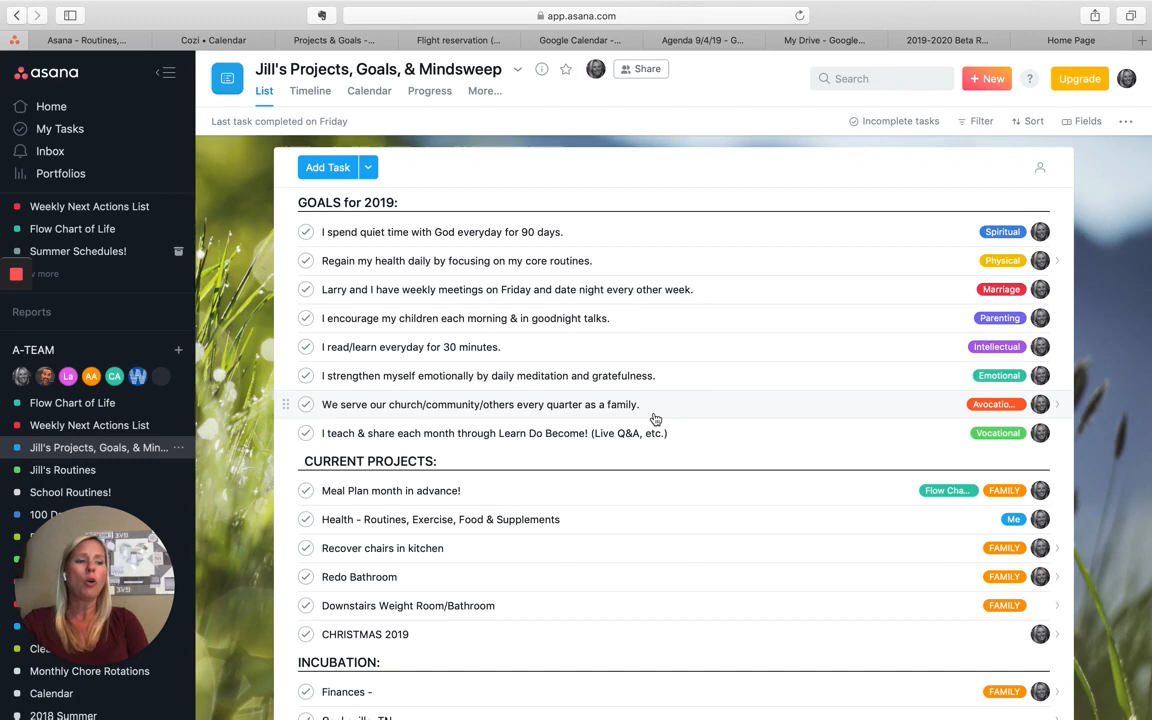 app.asana.com
Asana - Routines,...
Cozi • Calendar
Projects & Goals -...
Flight reservation (...
Google Calendar -...
Agenda 9/4/19 - G...
My Drive - Google...
2019-2020 Beta R...
Home Page
asana
Home
My Tasks
Inbox
Portfolios
Weekly Next Actions List
Flow Chart of Life
Summer Schedules!
w more
Reports
A-TEAM
La
AA
CA
Flow Chart of Life
Weekly Next Actions List
Jill's Projects, Goals, & Min...
Jill's Routines
School Routines!
100 D
Cle
Monthly Chore Rotations
Calendar
2018 Summer
Jill's Projects, Goals, & Mindsweep
Share
List
Timeline
Calendar
Progress
More...
Search
+ New
?
Upgrade
Last task completed on Friday
Incomplete tasks
Filter
Sort
Fields
Add Task
GOALS for 2019:
I spend quiet time with God everyday for 90 days. Spiritual
Regain my health daily by focusing on my core routines. Physical
Larry and I have weekly meetings on Friday and date night every other week. Marriage
I encourage my children each morning & in goodnight talks. Parenting
I read/learn everyday for 30 minutes. Intellectual
I strengthen myself emotionally by daily meditation and gratefulness. Emotional
We serve our church/community/others every quarter as a family. Avocatio...
I teach & share each month through Learn Do Become! (Live Q&A, etc.) Vocational
CURRENT PROJECTS:
Meal Plan month in advance! Flow Cha... FAMILY
Health - Routines, Exercise, Food & Supplements Me
Recover chairs in kitchen FAMILY
Redo Bathroom FAMILY
Downstairs Weight Room/Bathroom FAMILY
CHRISTMAS 2019
INCUBATION:
Finances - FAMILY